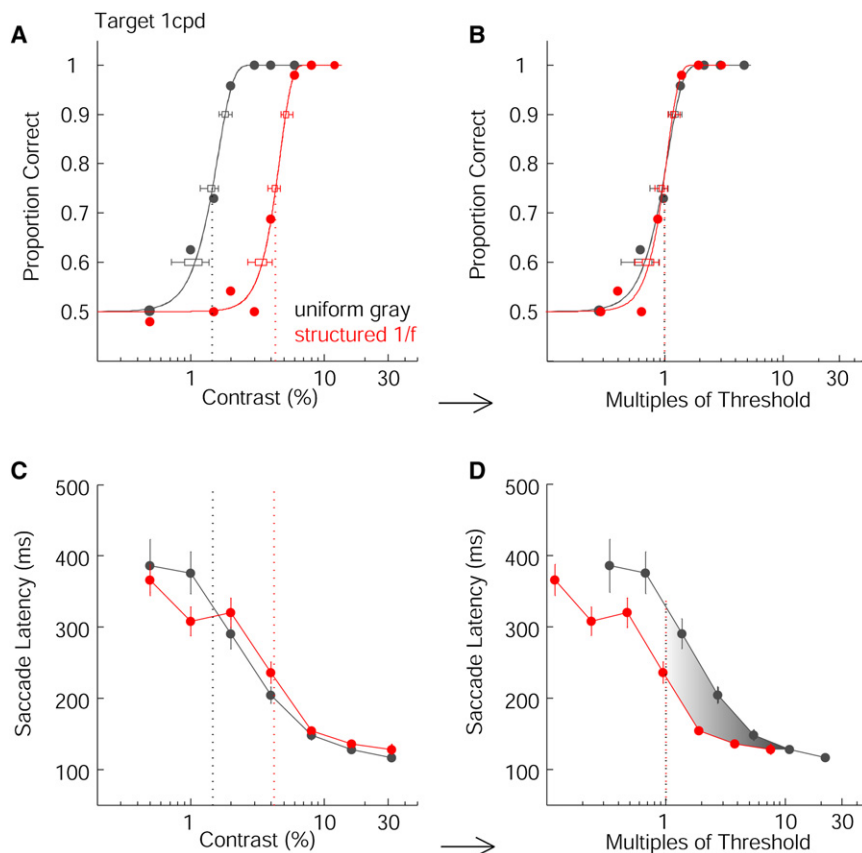 Target 1cpd
A
Proportion Correct
1
0.9
0.8
0.7
0.6
0.5
uniform gray
structured 1/f
1
10
30
Contrast (%)
B
Proportion Correct
1
0.9
0.8
0.7
0.6
0.5
1
10
30
Multiples of Threshold
C
Saccade Latency (ms)
500
400
300
200
100
1
10
30
Contrast (%)
D
Saccade Latency (ms)
500
400
300
200
100
1
10
30
Multiples of Threshold